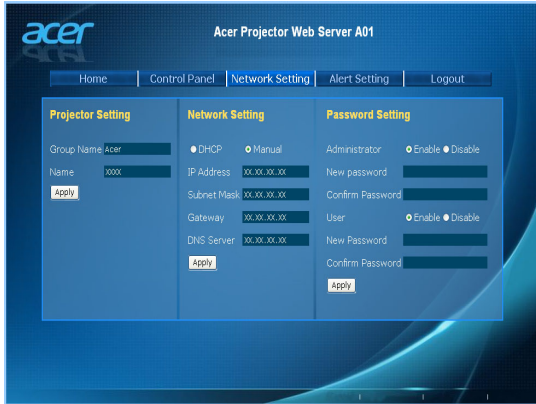 acer
Acer Projector Web Server A01
Home
Control Panel
Network Setting
Alert Setting
Logout
Projector Setting
Group Name Acer
Name XXXX
Apply
Network Setting
DHCP Manual
IP Address XX.XX.XX.XX
Subnet Mask XX.XX.XX.XX
Gateway XX.XX.XX.XX
DNS Server XX.XX.XX.XX
Apply
Password Setting
Administrator Enable Disable
New password
Confirm Password
User Enable Disable
New Password
Confirm Password
Apply